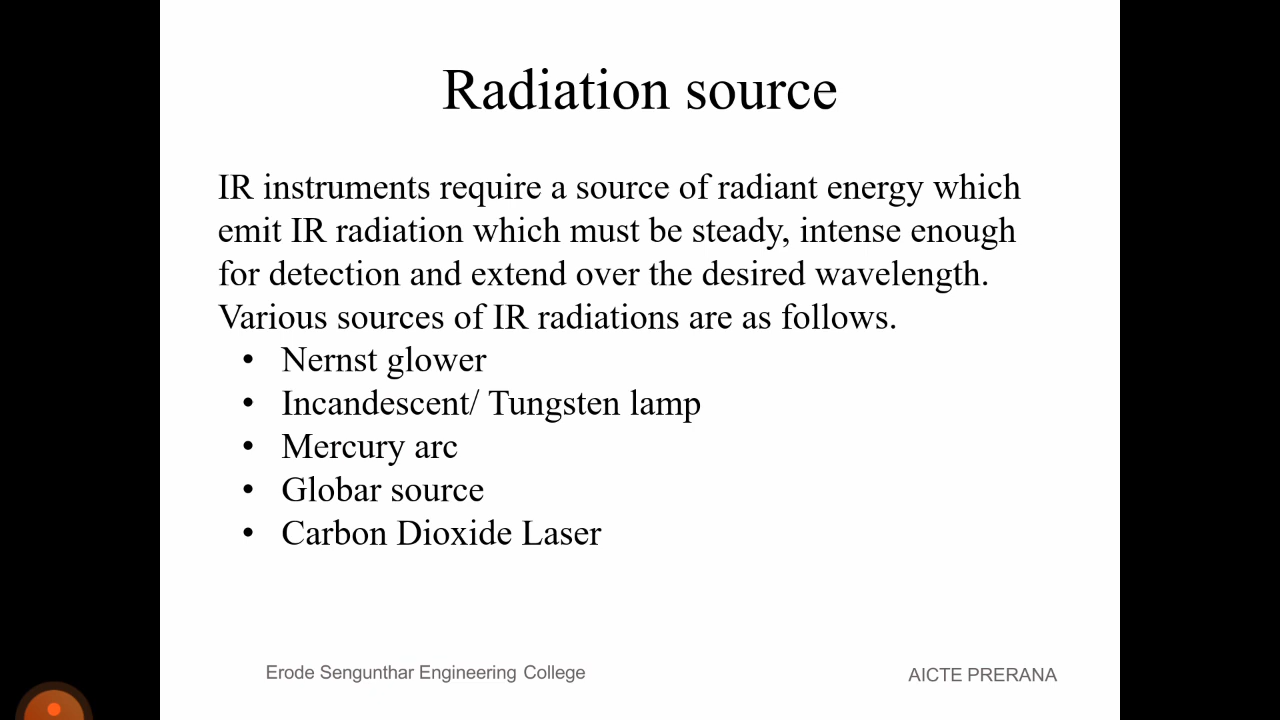 Radiation source
IR instruments require a source of radiant energy which
emit IR radiation which must be steady, intense enough
for detection and extend over the desired wavelength.
Various sources of IR radiations are as follows.
• Nernst glower
• Incandescent/ Tungsten lamp
• Mercury arc
• Globar source
• Carbon Dioxide Laser
Erode Sengunthar Engineering College
AICTE PRERANA